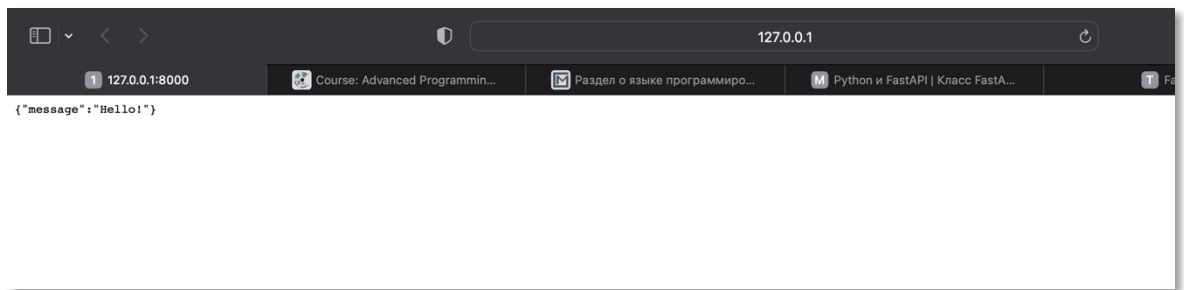 127.0.0.1
1 127.0.0.1:8000
Course: Advanced Programmin...
M Раздел о языке программиро...
M Python и FastAPI | Класс FastA...
T Fa
{"message":"Hello!"}